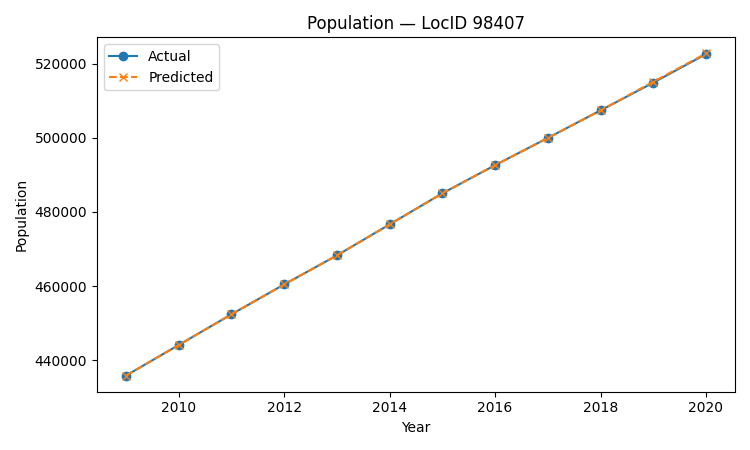 Population — LocID 98407
Actual
Predicted
520000
500000
480000
460000
440000
Population
2010 2012 2014 2016 2018 2020
Year